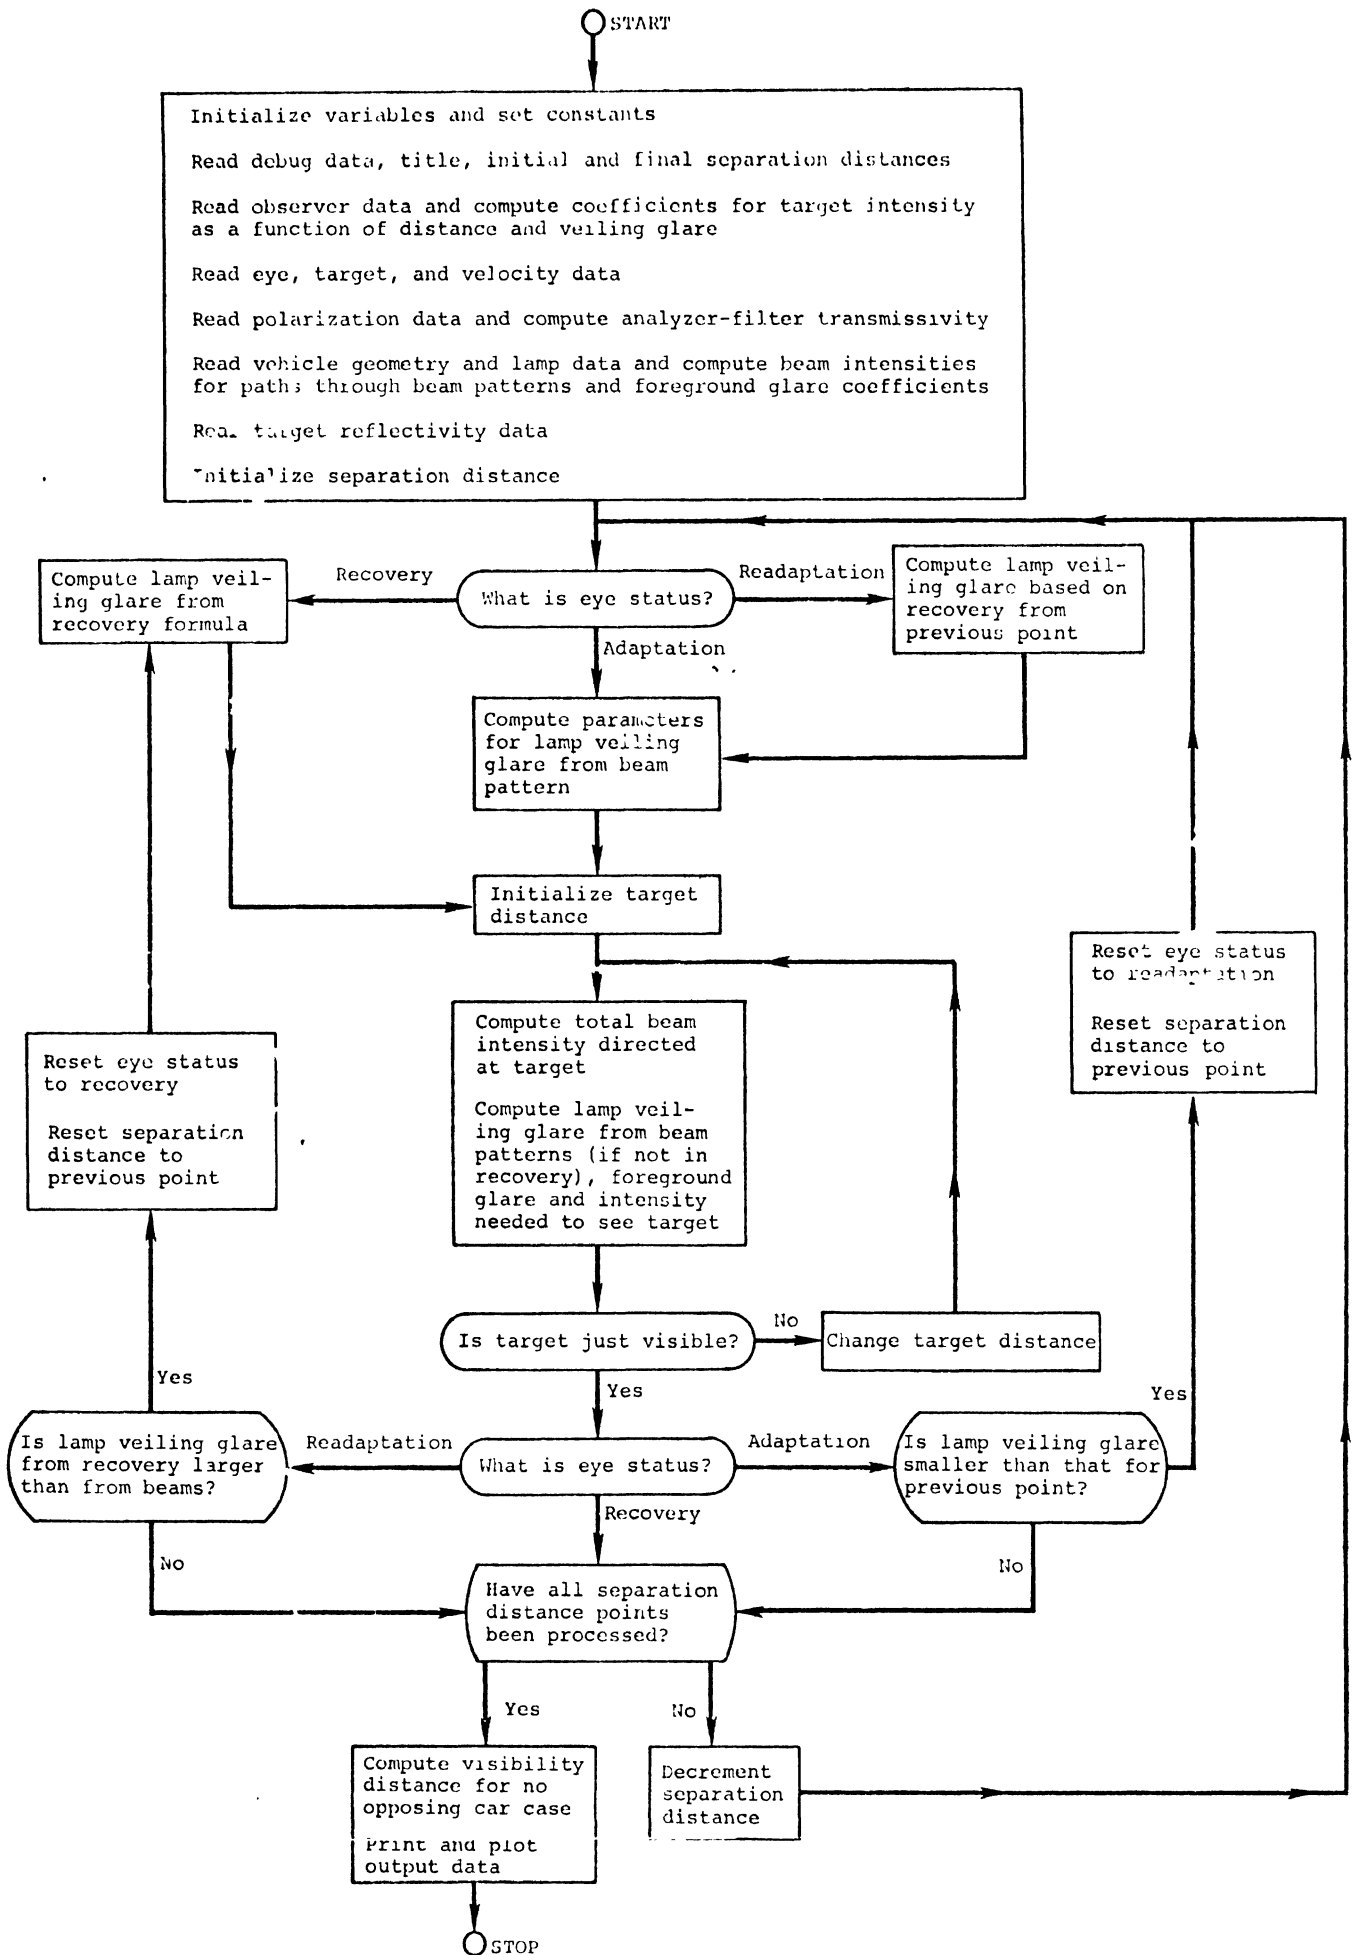 START
Initialize variables and set constants
Read debug data, title, initial and final separation distances
Read observer data and compute coefficients for target intensity
as a function of distance and veiling glare
Read eye, target, and velocity data
Read polarization data and compute analyzer-filter transmissivity
Read vehicle geometry and lamp data and compute beam intensities
for paths through beam patterns and foreground glare coefficients
Read target reflectivity data
Initialize separation distance
Compute lamp veil-
ing glare from
recovery formula
Recovery
What is eye status?
Readaptation
Compute lamp veil-
ing glare based on
recovery from
previous point
Adaptation
Compute parameters
for lamp veiling
glare from beam
pattern
Initialize target
distance
Reset eye status
to readaptation
Reset separation
distance to
previous point
Compute total beam
intensity directed
at target
Compute lamp veil-
ing glare from beam
patterns (if not in
recovery), foreground
glare and intensity
needed to see target
Reset eye status
to recovery
Reset separation
distance to
previous point
Is target just visible?
No
Change target distance
Yes
Yes
Yes
Is lamp veiling glare
from recovery larger
than from beams?
Readaptation
What is eye status?
Adaptation
Is lamp veiling glare
smaller than that for
previous point?
Recovery
No
No
Have all separation
distance points
been processed?
Yes
No
Compute visibility
distance for no
opposing car case
Print and plot
output data
Decrement
separation
distance
STOP